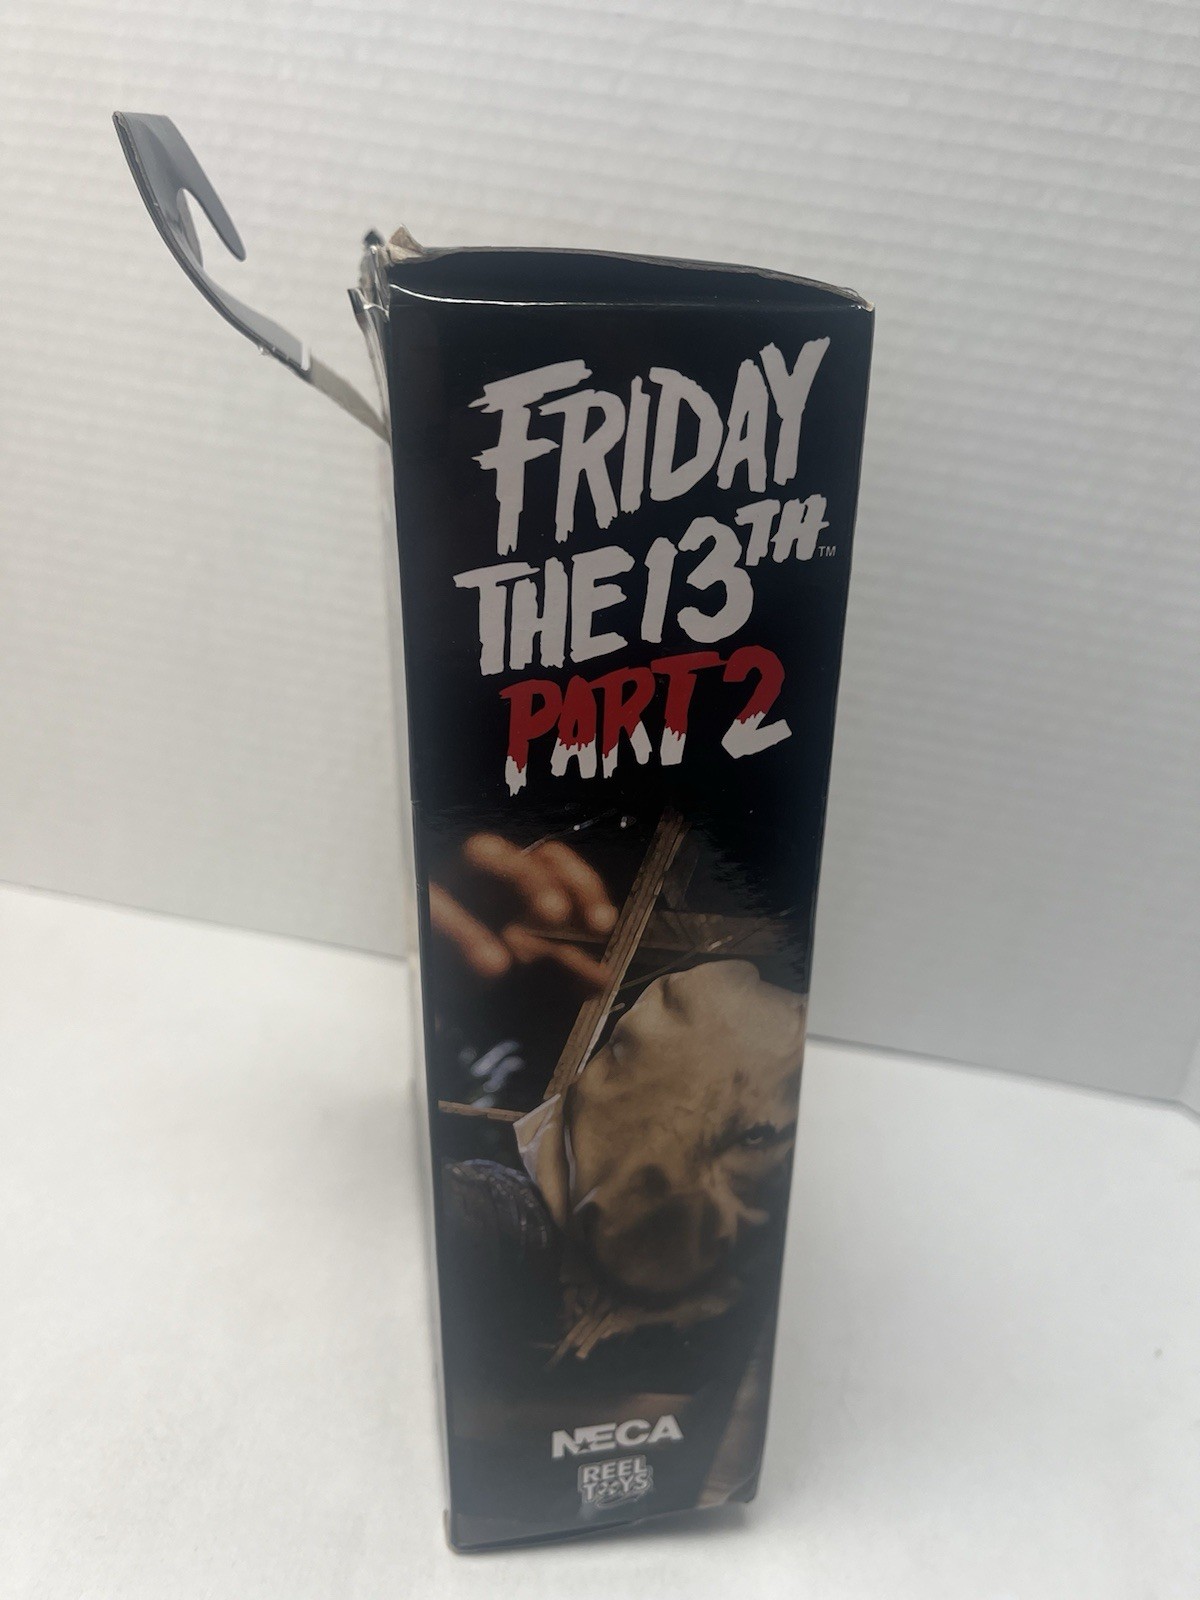 FRIDAY
THE 13TH™
PART 2
NECA
REEL
TOYS